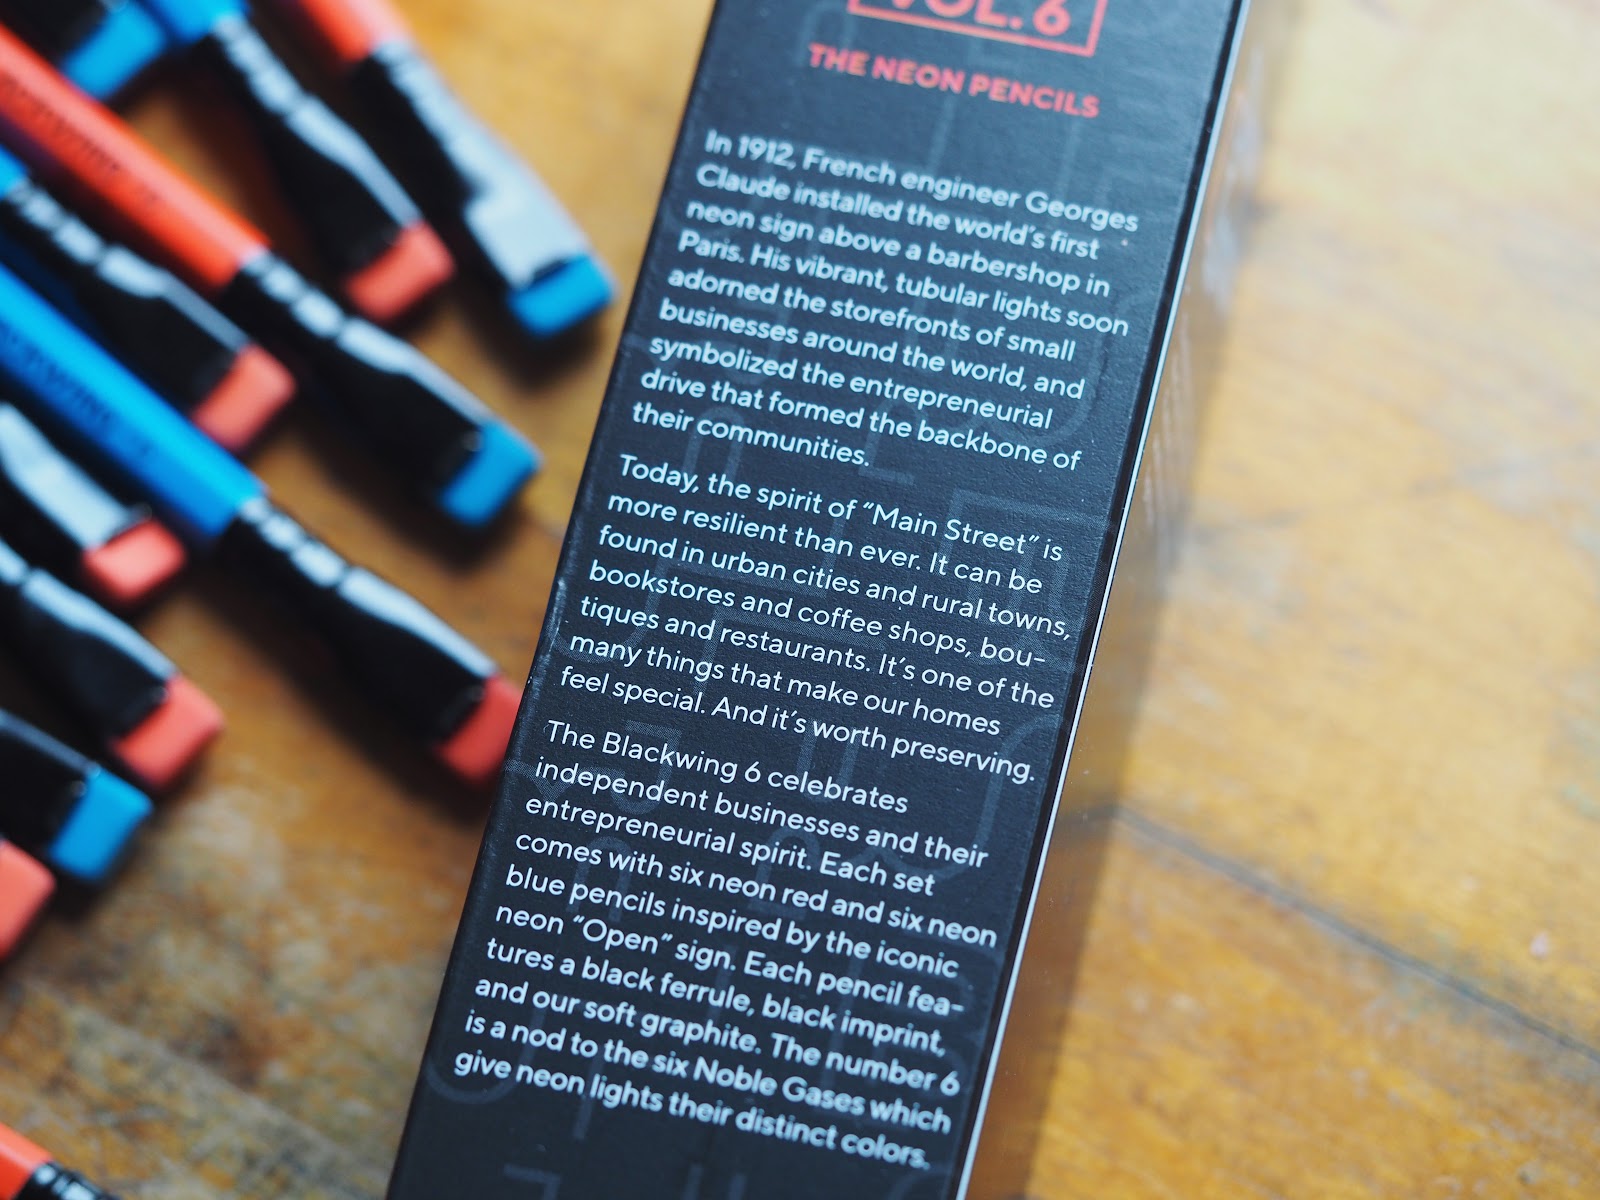 VOL. 6
THE NEON PENCILS
In 1912, French engineer Georges
Claude installed the world's first
neon sign above a barbershop in
Paris. His vibrant, tubular lights soon
adorned the storefronts of small
businesses around the world, and
symbolized the entrepreneurial
drive that formed the backbone of
their communities.
Today, the spirit of “Main Street” is
more resilient than ever. It can be
found in urban cities and rural towns,
bookstores and coffee shops, bou-
tiques and restaurants. It's one of the
many things that make our homes
feel special. And it's worth preserving.
The Blackwing 6 celebrates
independent businesses and their
entrepreneurial spirit. Each set
comes with six neon red and six neon
blue pencils inspired by the iconic
neon “Open” sign. Each pencil fea-
tures a black ferrule, black imprint,
and our soft graphite. The number 6
is a nod to the six Noble Gases which
give neon lights their distinct colors.